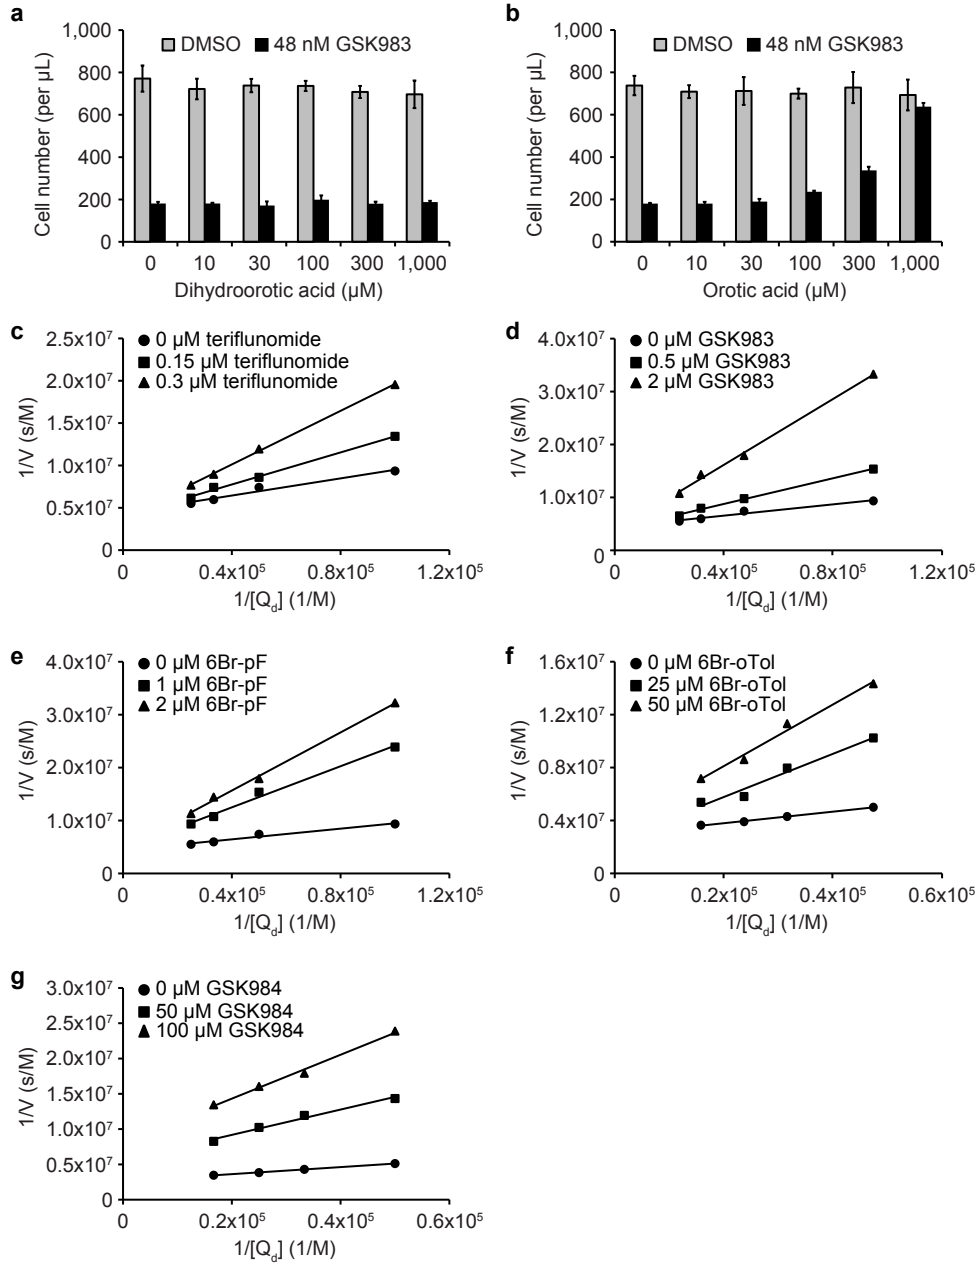 a
1,000
800
600
400
200
0
Cell number (per µL)
DMSO 48 nM GSK983
0 10 30 100 300 1,000
Dihydroorotic acid (µM)
b
1,000
800
600
400
200
0
Cell number (per µL)
DMSO 48 nM GSK983
0 10 30 100 300 1,000
Orotic acid (µM)
c
2.5x10⁷
2.0x10⁷
1.5x10⁷
1.0x10⁷
0.5x10⁷
0
1/V (s/M)
0 µM teriflunomide
0.15 µM teriflunomide
0.3 µM teriflunomide
0 0.4x10⁵ 0.8x10⁵ 1.2x10⁵
1/[Q_d] (1/M)
d
4.0x10⁷
3.0x10⁷
2.0x10⁷
1.0x10⁷
0
1/V (s/M)
0 µM GSK983
0.5 µM GSK983
2 µM GSK983
0 0.4x10⁵ 0.8x10⁵ 1.2x10⁵
1/[Q_d] (1/M)
e
4.0x10⁷
3.0x10⁷
2.0x10⁷
1.0x10⁷
0
1/V (s/M)
0 µM 6Br-pF
1 µM 6Br-pF
2 µM 6Br-pF
0 0.4x10⁵ 0.8x10⁵ 1.2x10⁵
1/[Q_d] (1/M)
f
1.6x10⁷
1.2x10⁷
0.8x10⁷
0.4x10⁷
0
1/V (s/M)
0 µM 6Br-oTol
25 µM 6Br-oTol
50 µM 6Br-oTol
0 0.2x10⁵ 0.4x10⁵ 0.6x10⁵
1/[Q_d] (1/M)
g
3.0x10⁷
2.5x10⁷
2.0x10⁷
1.5x10⁷
1.0x10⁷
0.5x10⁷
0
1/V (s/M)
0 µM GSK984
50 µM GSK984
100 µM GSK984
0 0.2x10⁵ 0.4x10⁵ 0.6x10⁵
1/[Q_d] (1/M)